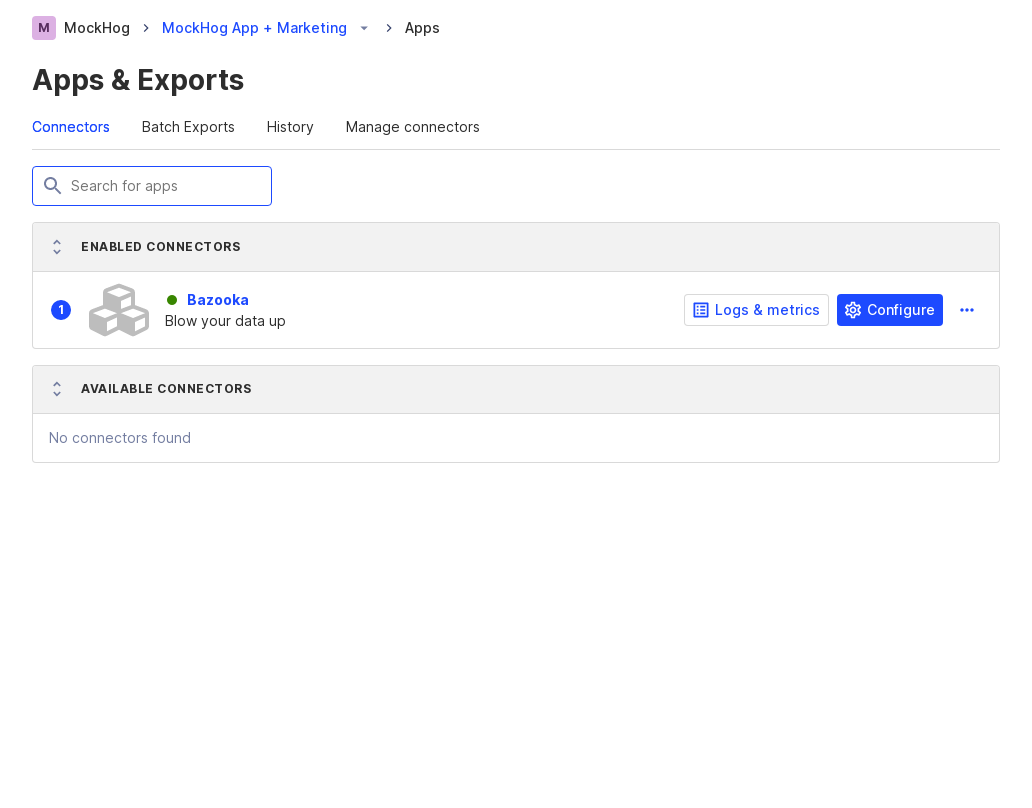 M MockHog MockHog App + Marketing Apps
Apps & Exports
Connectors Batch Exports History Manage connectors
Search for apps
ENABLED CONNECTORS
1 Bazooka
Blow your data up
Logs & metrics Configure
AVAILABLE CONNECTORS
No connectors found